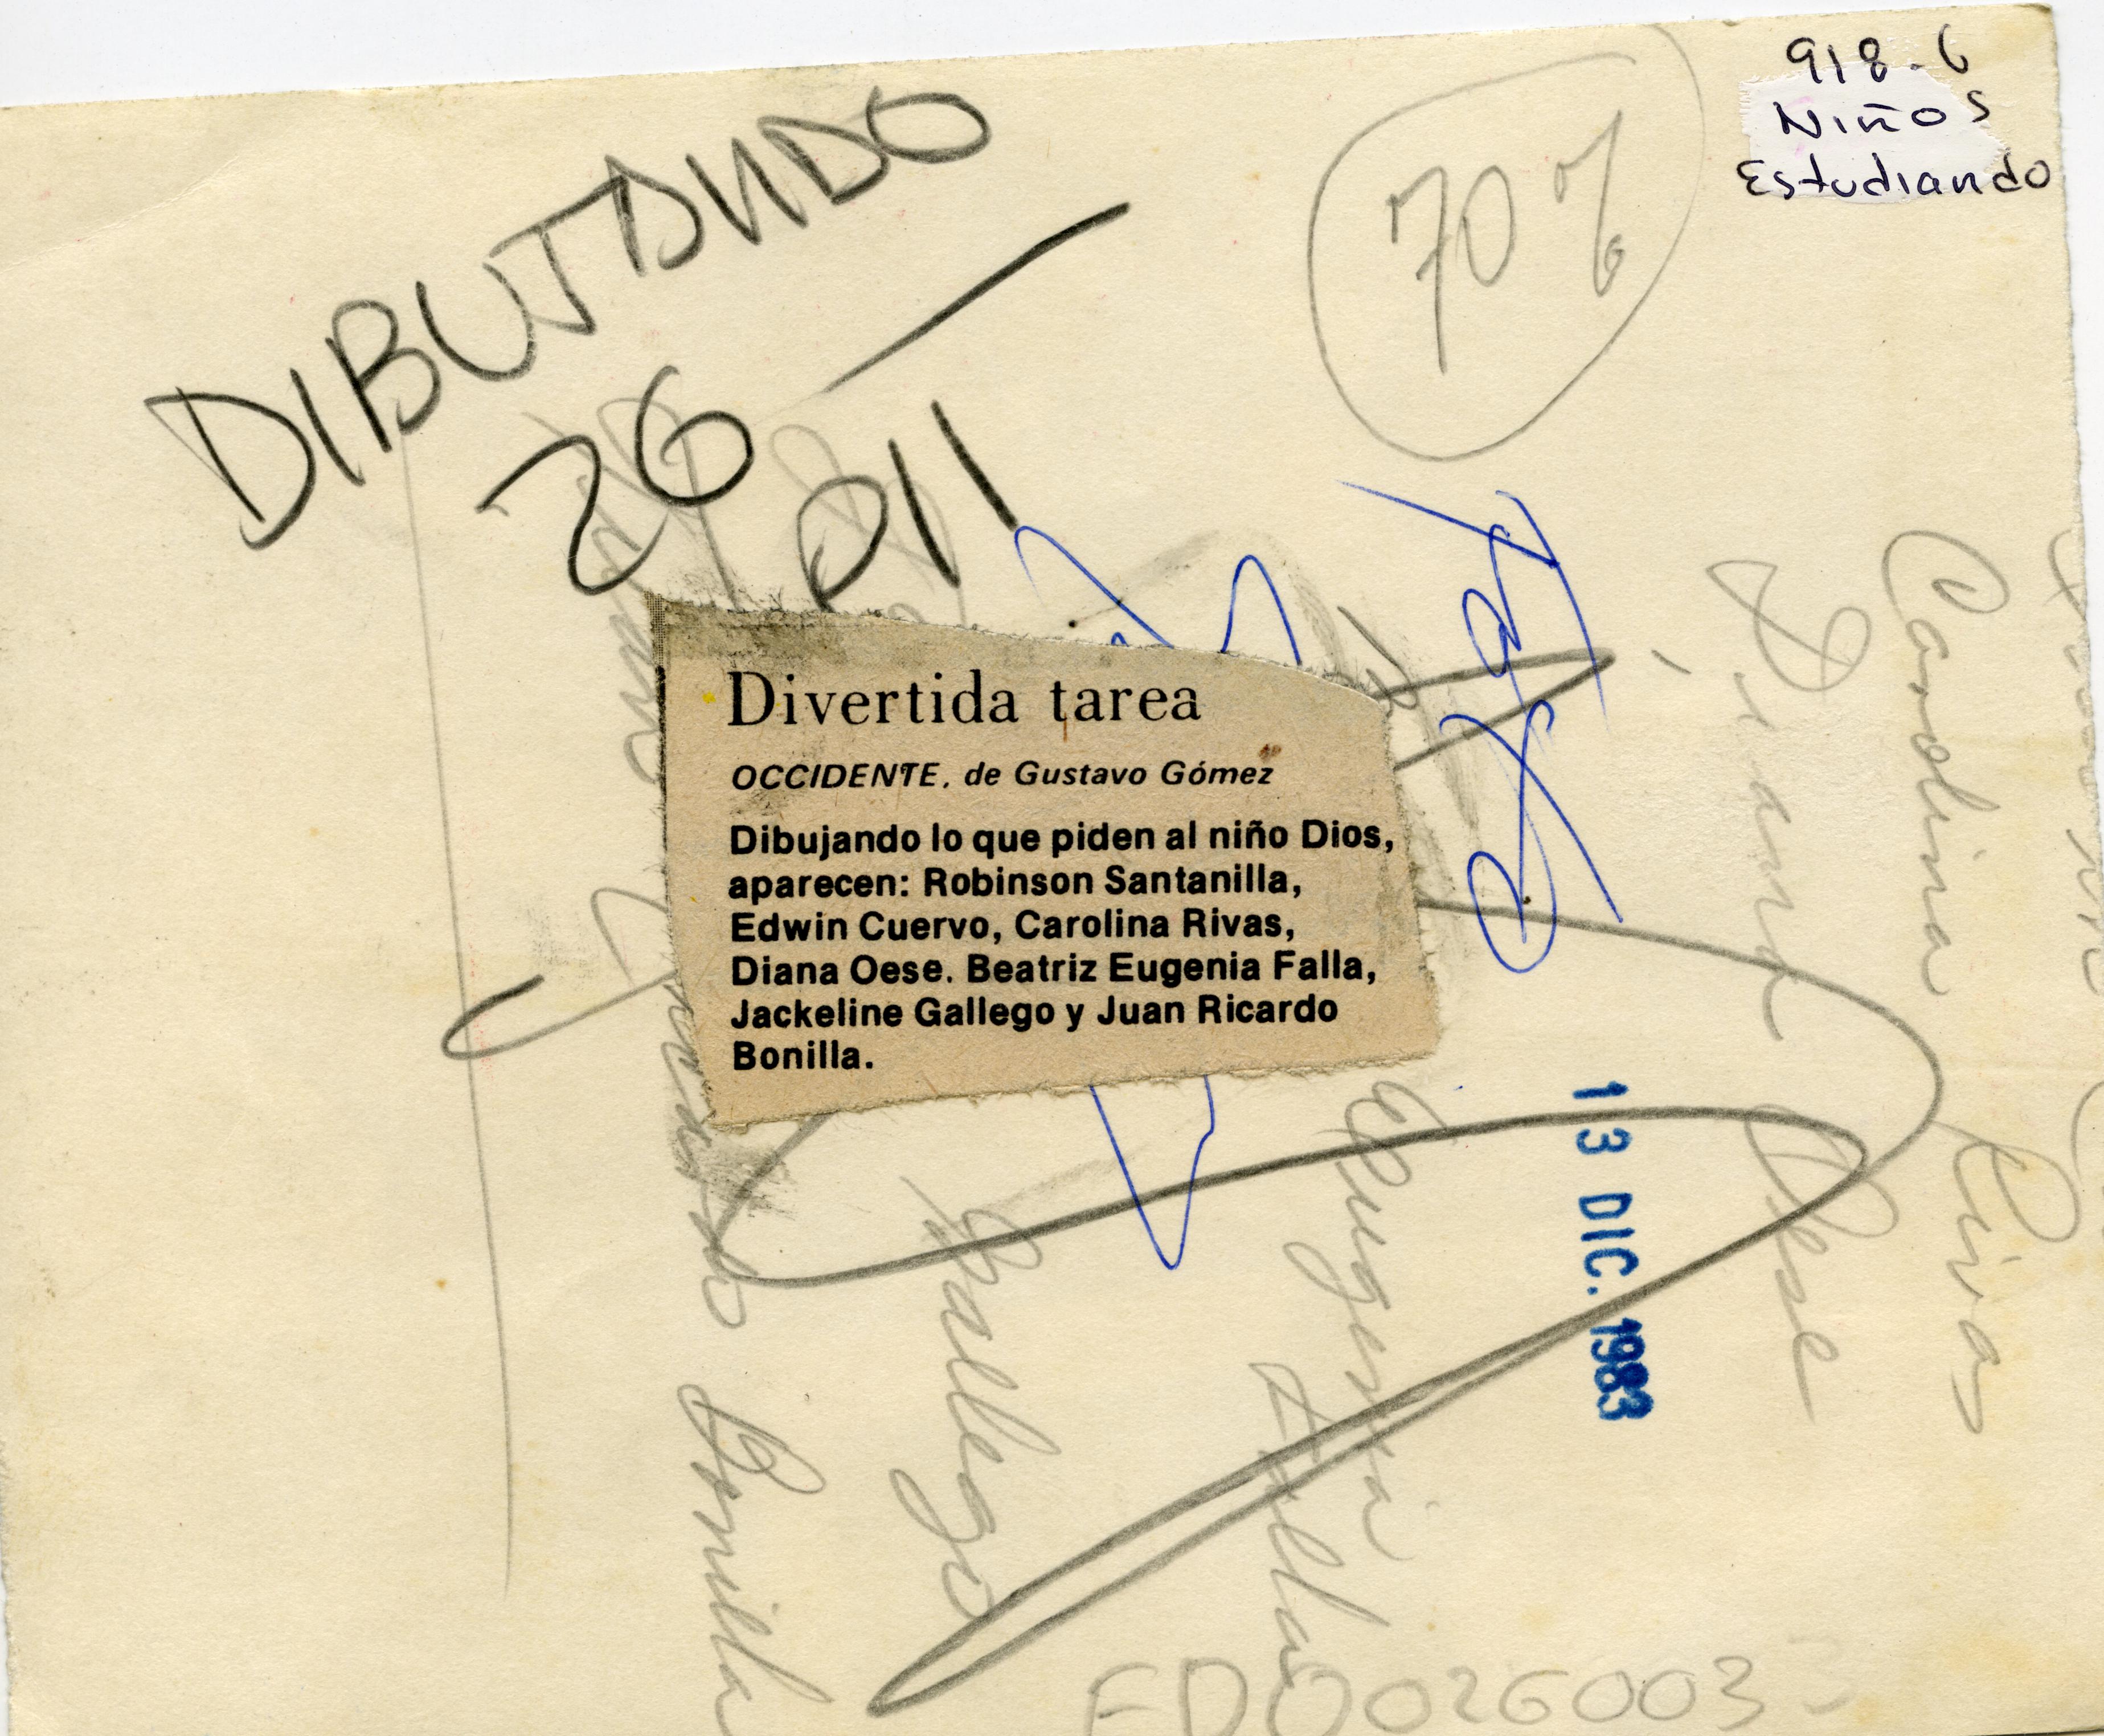 918-6
Niños
Estudiando
DIBUJANDO
26
P11
70%
Divertida tarea
OCCIDENTE, de Gustavo Gómez
Dibujando lo que piden al niño Dios,
aparecen: Robinson Santanilla,
Edwin Cuervo, Carolina Rivas,
Diana Oese. Beatriz Eugenia Falla,
Jackeline Gallego y Juan Ricardo
Bonilla.
13 DIC. 1983
Carolina Rivas
Diana Oese
Eugenia Falla
Gallego
Bonilla
FD0026003